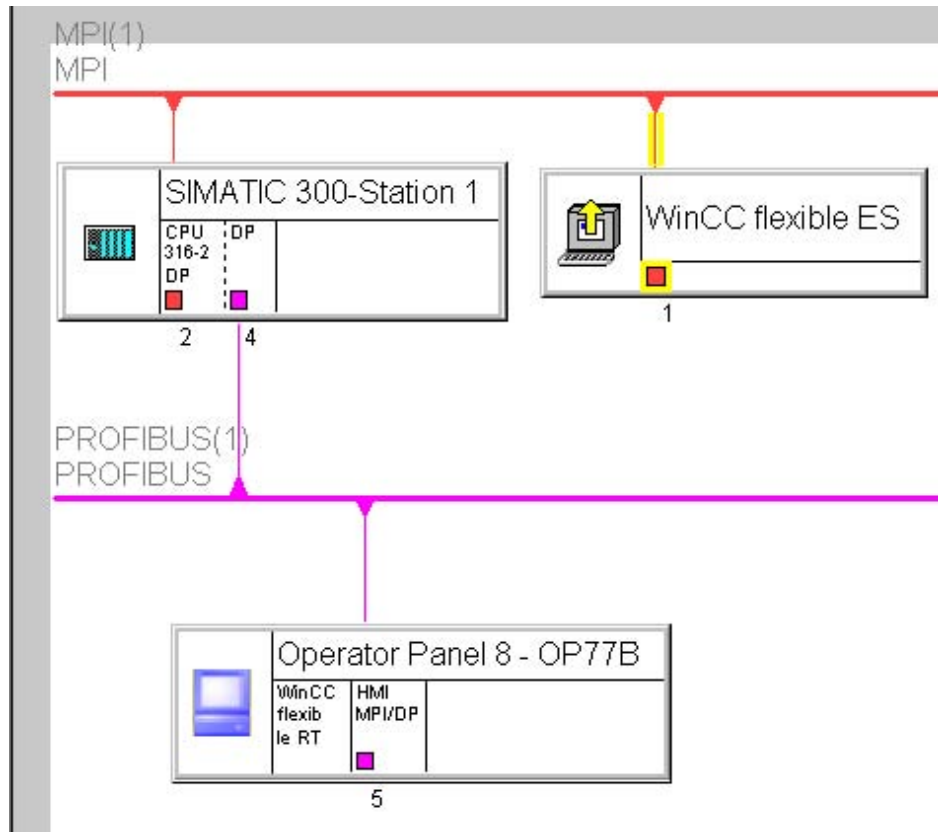 MPI(1)
MPI
SIMATIC 300-Station 1
CPU
316-2
DP
DP
2
4
WinCC flexible ES
1
PROFIBUS(1)
PROFIBUS
Operator Panel 8 - OP77B
WinCC
flexib
le RT
HMI
MPI/DP
5